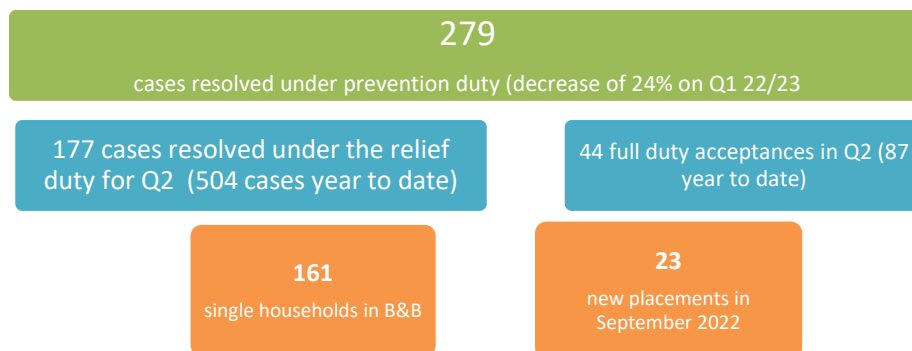 279
cases resolved under prevention duty (decrease of 24% on Q1 22/23
177 cases resolved under the relief
duty for Q2 (504 cases year to date)
44 full duty acceptances in Q2 (87
year to date)
161
single households in B&B
23
new placements in
September 2022